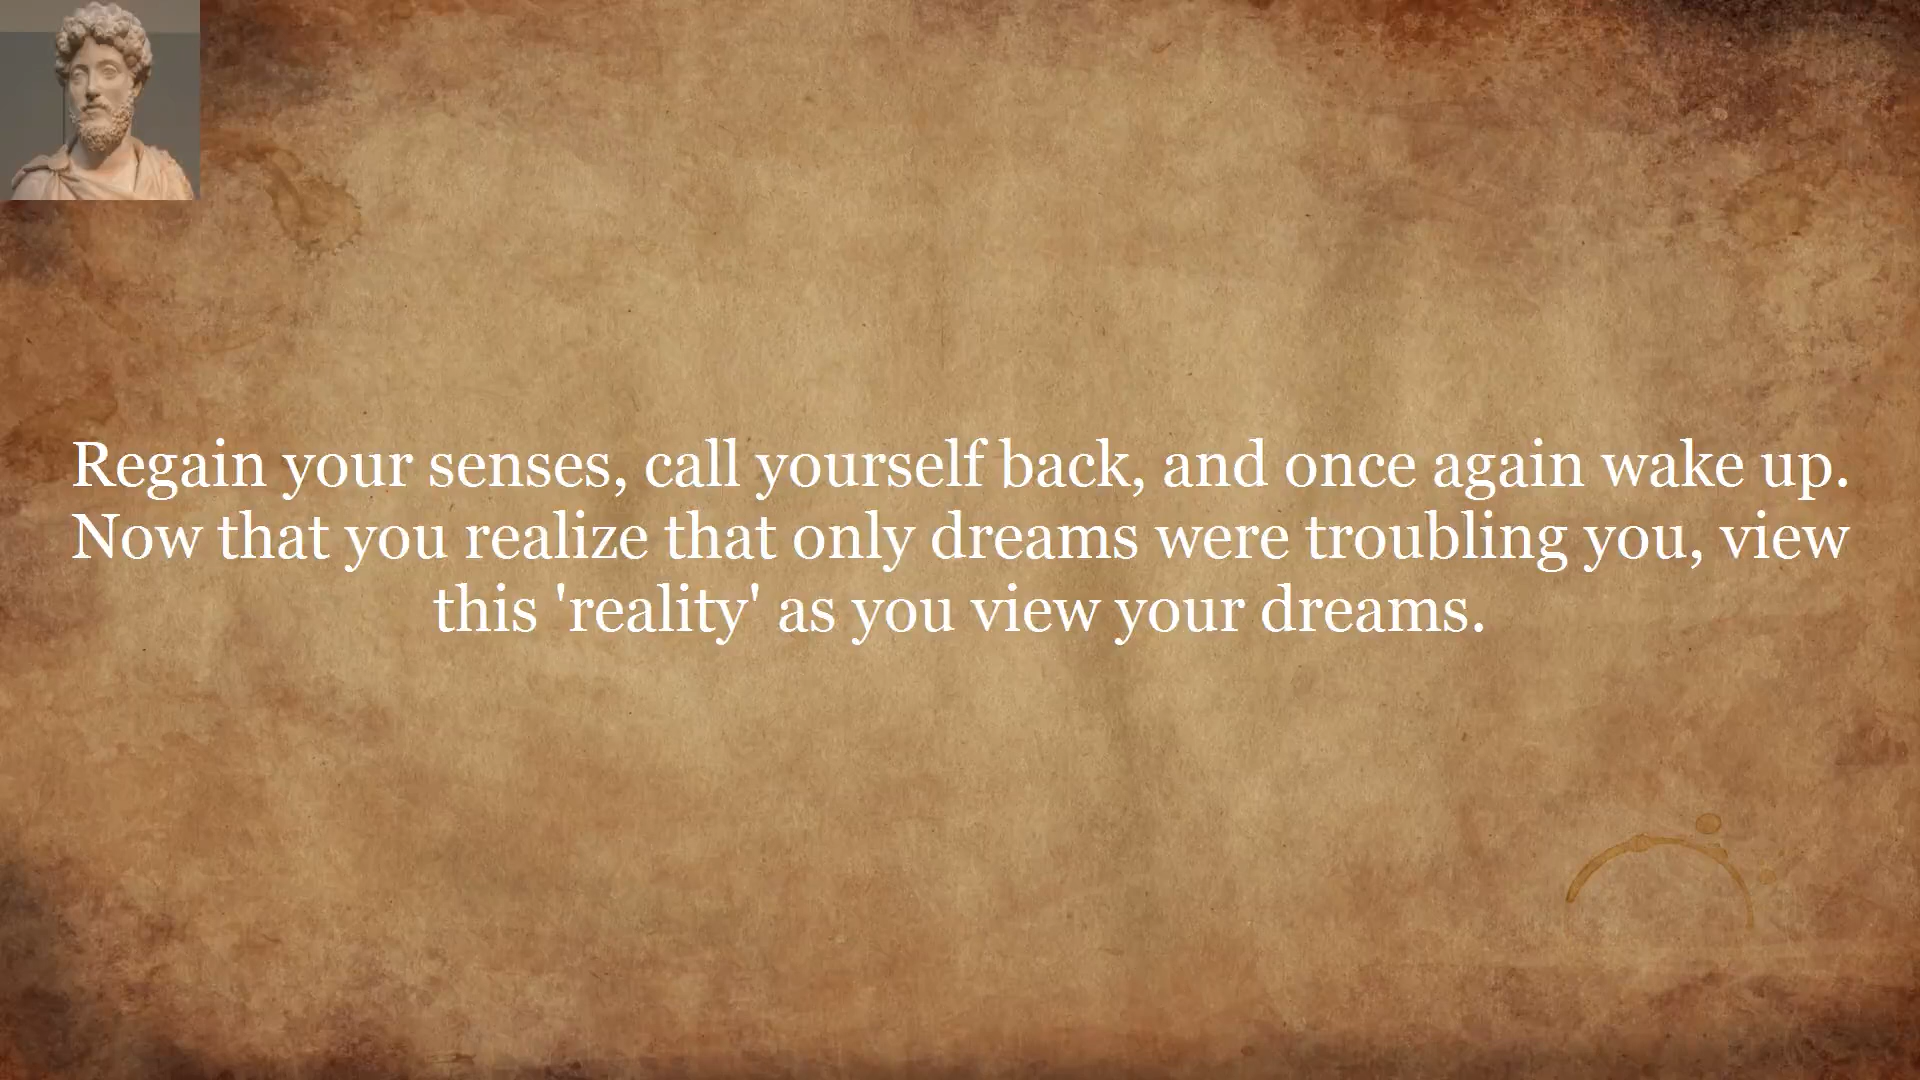 Regain your senses, call yourself back, and once again wake up.
Now that you realize that only dreams were troubling you, view
this 'reality' as you view your dreams.